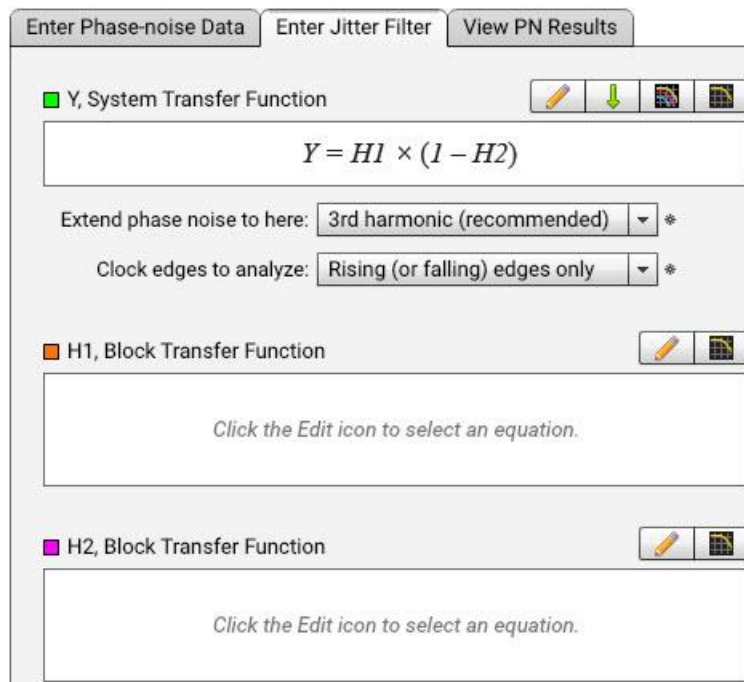 Enter Phase-noise Data Enter Jitter Filter View PN Results
Y, System Transfer Function
Y = H1 × (1 – H2)
Extend phase noise to here: 3rd harmonic (recommended) *
Clock edges to analyze: Rising (or falling) edges only *
H1, Block Transfer Function
Click the Edit icon to select an equation.
H2, Block Transfer Function
Click the Edit icon to select an equation.